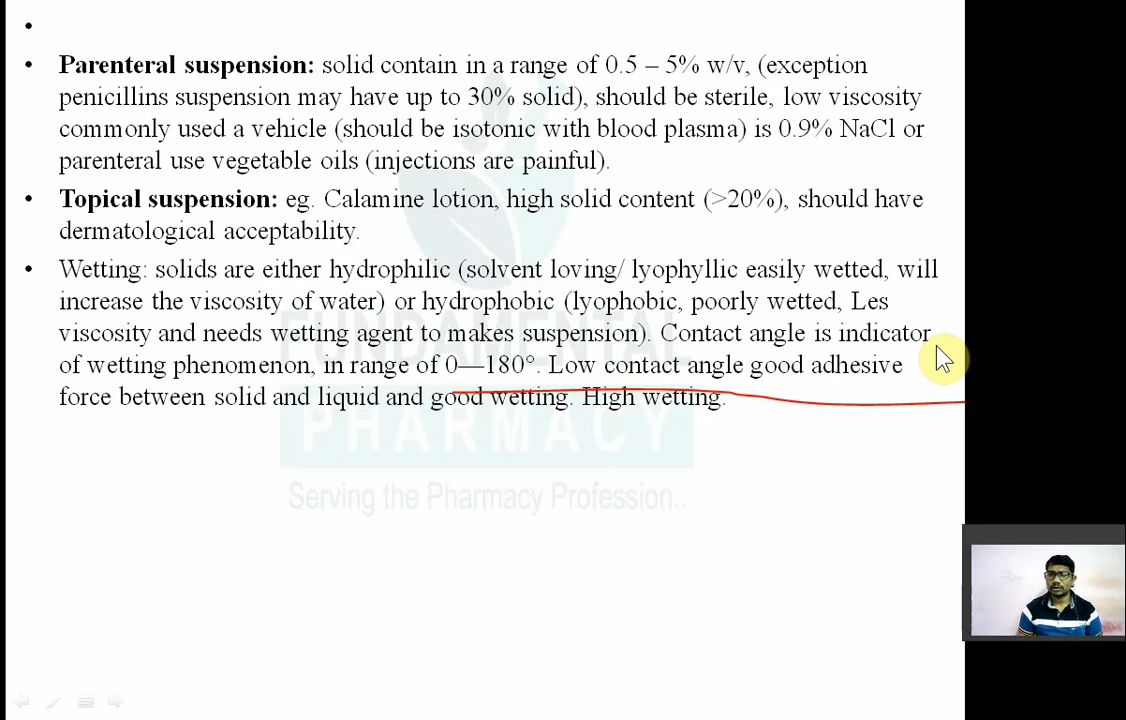 Parenteral suspension: solid contain in a range of 0.5 – 5% w/v, (exception
penicillins suspension may have up to 30% solid), should be sterile, low viscosity
commonly used a vehicle (should be isotonic with blood plasma) is 0.9% NaCl or
parenteral use vegetable oils (injections are painful).
Topical suspension: eg. Calamine lotion, high solid content (>20%), should have
dermatological acceptability.
Wetting: solids are either hydrophilic (solvent loving/ lyophyllic easily wetted, will
increase the viscosity of water) or hydrophobic (lyophobic, poorly wetted, Les
viscosity and needs wetting agent to makes suspension). Contact angle is indicator
of wetting phenomenon, in range of 0—180°. Low contact angle good adhesive
force between solid and liquid and good wetting. High wetting.
FUNDAMENTAL
PHARMACY
Serving the Pharmacy Profession..